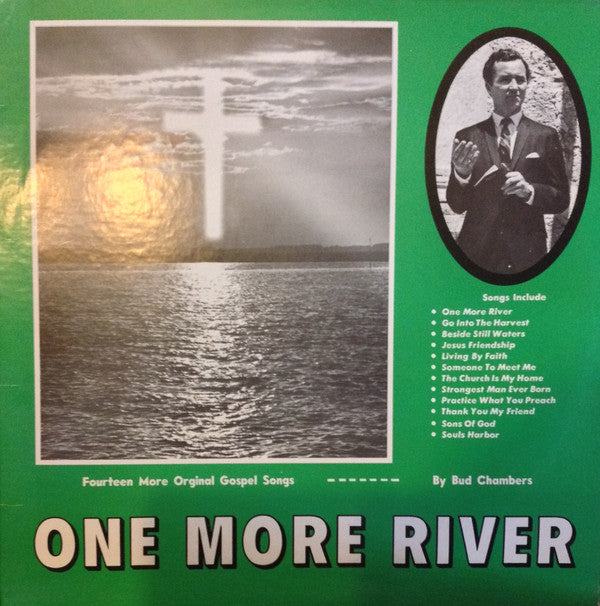 Songs Include
• One More River
• Go Into The Harvest
• Beside Still Waters
• Jesus Friendship
• Living By Faith
• Someone To Meet Me
• The Church Is My Home
• Strongest Man Ever Born
• Practice What You Preach
• Thank You My Friend
• Sons Of God
• Souls Harbor
Fourteen More Orginal Gospel Songs ------- By Bud Chambers
ONE MORE RIVER